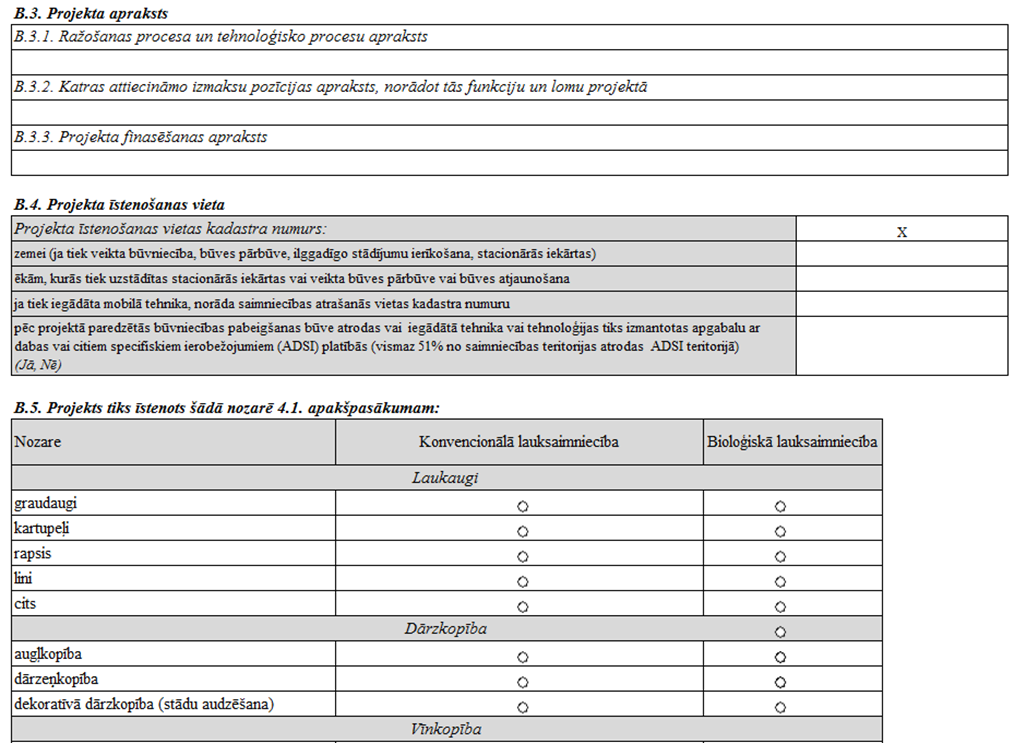 B.3. Projekta apraksts
B.3.1. Ražošanas procesa un tehnoloģisko procesu apraksts
B.3.2. Katras attiecināmo izmaksu pozīcijas apraksts, norādot tās funkciju un lomu projektā
B.3.3. Projekta finasēšanas apraksts
B.4. Projekta īstenošanas vieta
Projekta īstenošanas vietas kadastra numurs: X
zemei (ja tiek veikta būvniecība, būves pārbūve, ilggadīgo stādījumu ierīkošana, stacionārās iekārtas)
ēkām, kurās tiek uzstādītas stacionārās iekārtas vai veikta būves pārbūve vai būves atjaunošana
ja tiek iegādāta mobilā tehnika, norāda saimniecības atrašanās vietas kadastra numuru
pēc projektā paredzētās būvniecības pabeigšanas būve atrodas vai iegādātā tehnika vai tehnoloģijas tiks izmantotas apgabalu ar
dabas vai citiem specifiskiem ierobežojumiem (ADSI) platībās (vismaz 51% no saimniecības teritorijas atrodas ADSI teritorijā)
(Jā, Nē)
B.5. Projekts tiks īstenots šādā nozarē 4.1. apakšpasākumam:
Nozare Konvencionālā lauksaimniecība Bioloģiskā lauksaimniecība
Laukaugi
graudaugi
kartupeļi
rapsis
lini
cits
Dārzkopība
augļkopība
dārzeņkopība
dekoratīvā dārzkopība (stādu audzēšana)
Vīnkopība